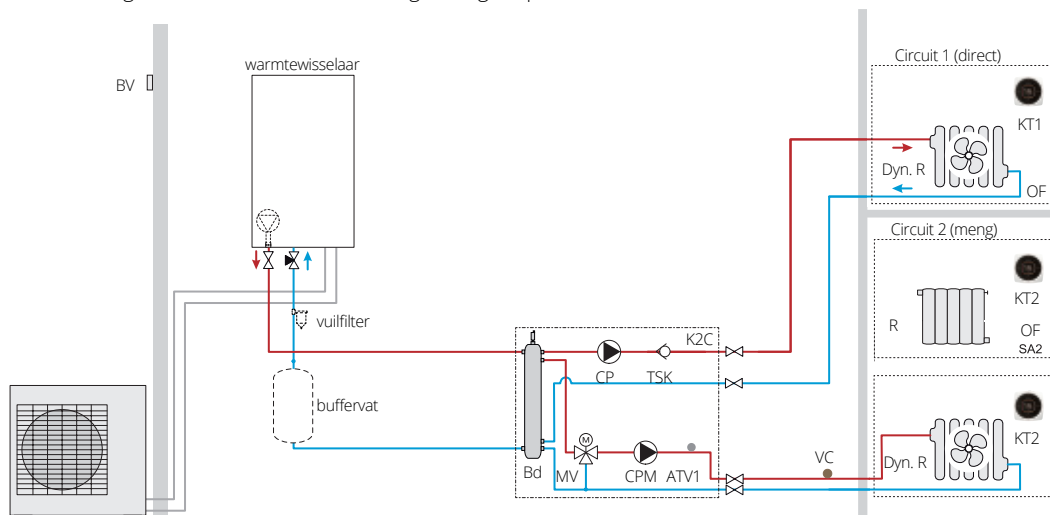 warmtewisselaar
BV
vuilfilter
buffervat
K2C
CP
TSK
Bd
MV
M
CPM
ATV1
VC
Circuit 1 (direct)
KT1
Dyn. R
OF
Circuit 2 (meng)
KT2
R
OF
SA2
KT2
Dyn. R